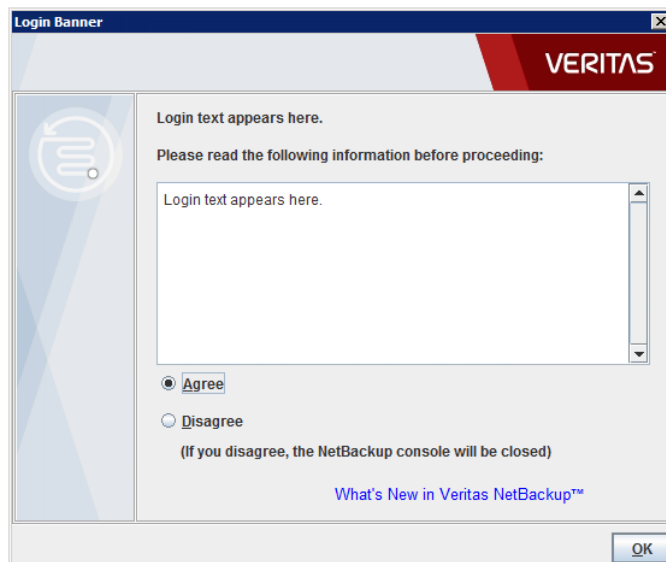 Login Banner
VERITAS
Login text appears here.
Please read the following information before proceeding:
Login text appears here.
Agree
Disagree
(If you disagree, the NetBackup console will be closed)
What's New in Veritas NetBackup™
OK